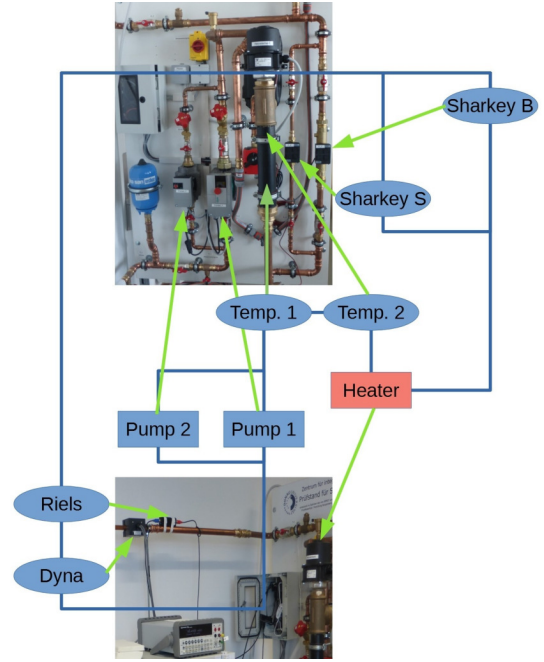 Sharkey B
Sharkey S
Temp. 1
Temp. 2
Heater
Pump 2
Pump 1
Riels
Dyna